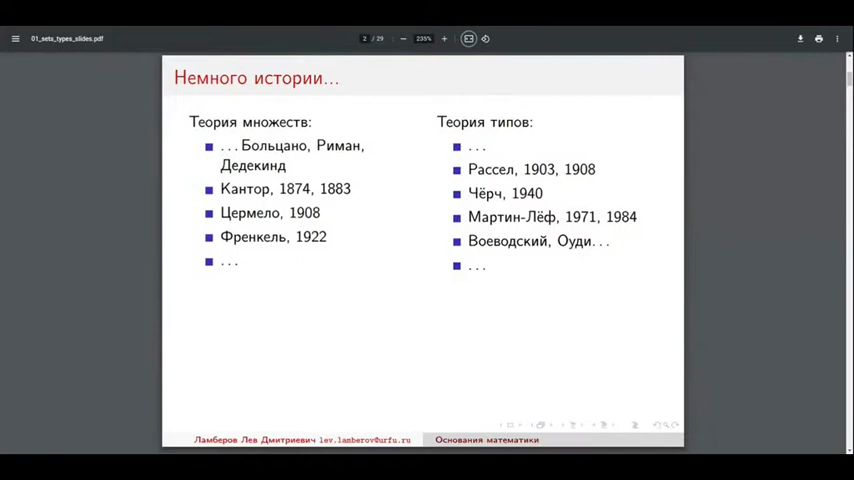 01_sets_types_slides.pdf
2 / 29
235%
Немного истории...
Теория множеств:
...Больцано, Риман,
Дедекинд
Кантор, 1874, 1883
Цермело, 1908
Френкель, 1922
...
Теория типов:
...
Рассел, 1903, 1908
Чёрч, 1940
Мартин-Лёф, 1971, 1984
Воеводский, Оуди...
...
Ламберов Лев Дмитриевич lev.lamberov@urfu.ru
Основания математики